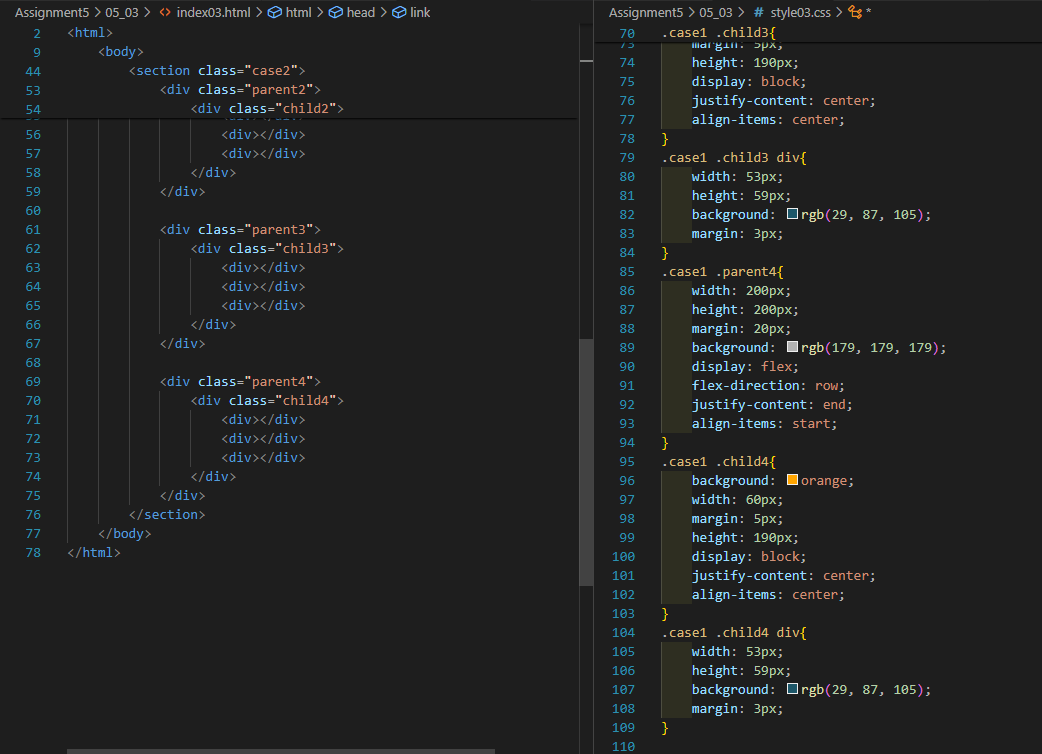 Assignment5 > 05_03 > <> index03.html > html > head > link
2 <html>
9 <body>
44 <section class="case2">
53 <div class="parent2">
54 <div class="child2">
56 <div></div>
57 <div></div>
58 </div>
59 </div>
60
61 <div class="parent3">
62 <div class="child3">
63 <div></div>
64 <div></div>
65 <div></div>
66 </div>
67 </div>
68
69 <div class="parent4">
70 <div class="child4">
71 <div></div>
72 <div></div>
73 <div></div>
74 </div>
75 </div>
76 </section>
77 </body>
78 </html>
Assignment5 > 05_03 > # style03.css > *
70 .case1 .child3{
73 margin: 5px;
74 height: 190px;
75 display: block;
76 justify-content: center;
77 align-items: center;
78 }
79 .case1 .child3 div{
80 width: 53px;
81 height: 59px;
82 background: rgb(29, 87, 105);
83 margin: 3px;
84 }
85 .case1 .parent4{
86 width: 200px;
87 height: 200px;
88 margin: 20px;
89 background: rgb(179, 179, 179);
90 display: flex;
91 flex-direction: row;
92 justify-content: end;
93 align-items: start;
94 }
95 .case1 .child4{
96 background: orange;
97 width: 60px;
98 margin: 5px;
99 height: 190px;
100 display: block;
101 justify-content: center;
102 align-items: center;
103 }
104 .case1 .child4 div{
105 width: 53px;
106 height: 59px;
107 background: rgb(29, 87, 105);
108 margin: 3px;
109 }
110